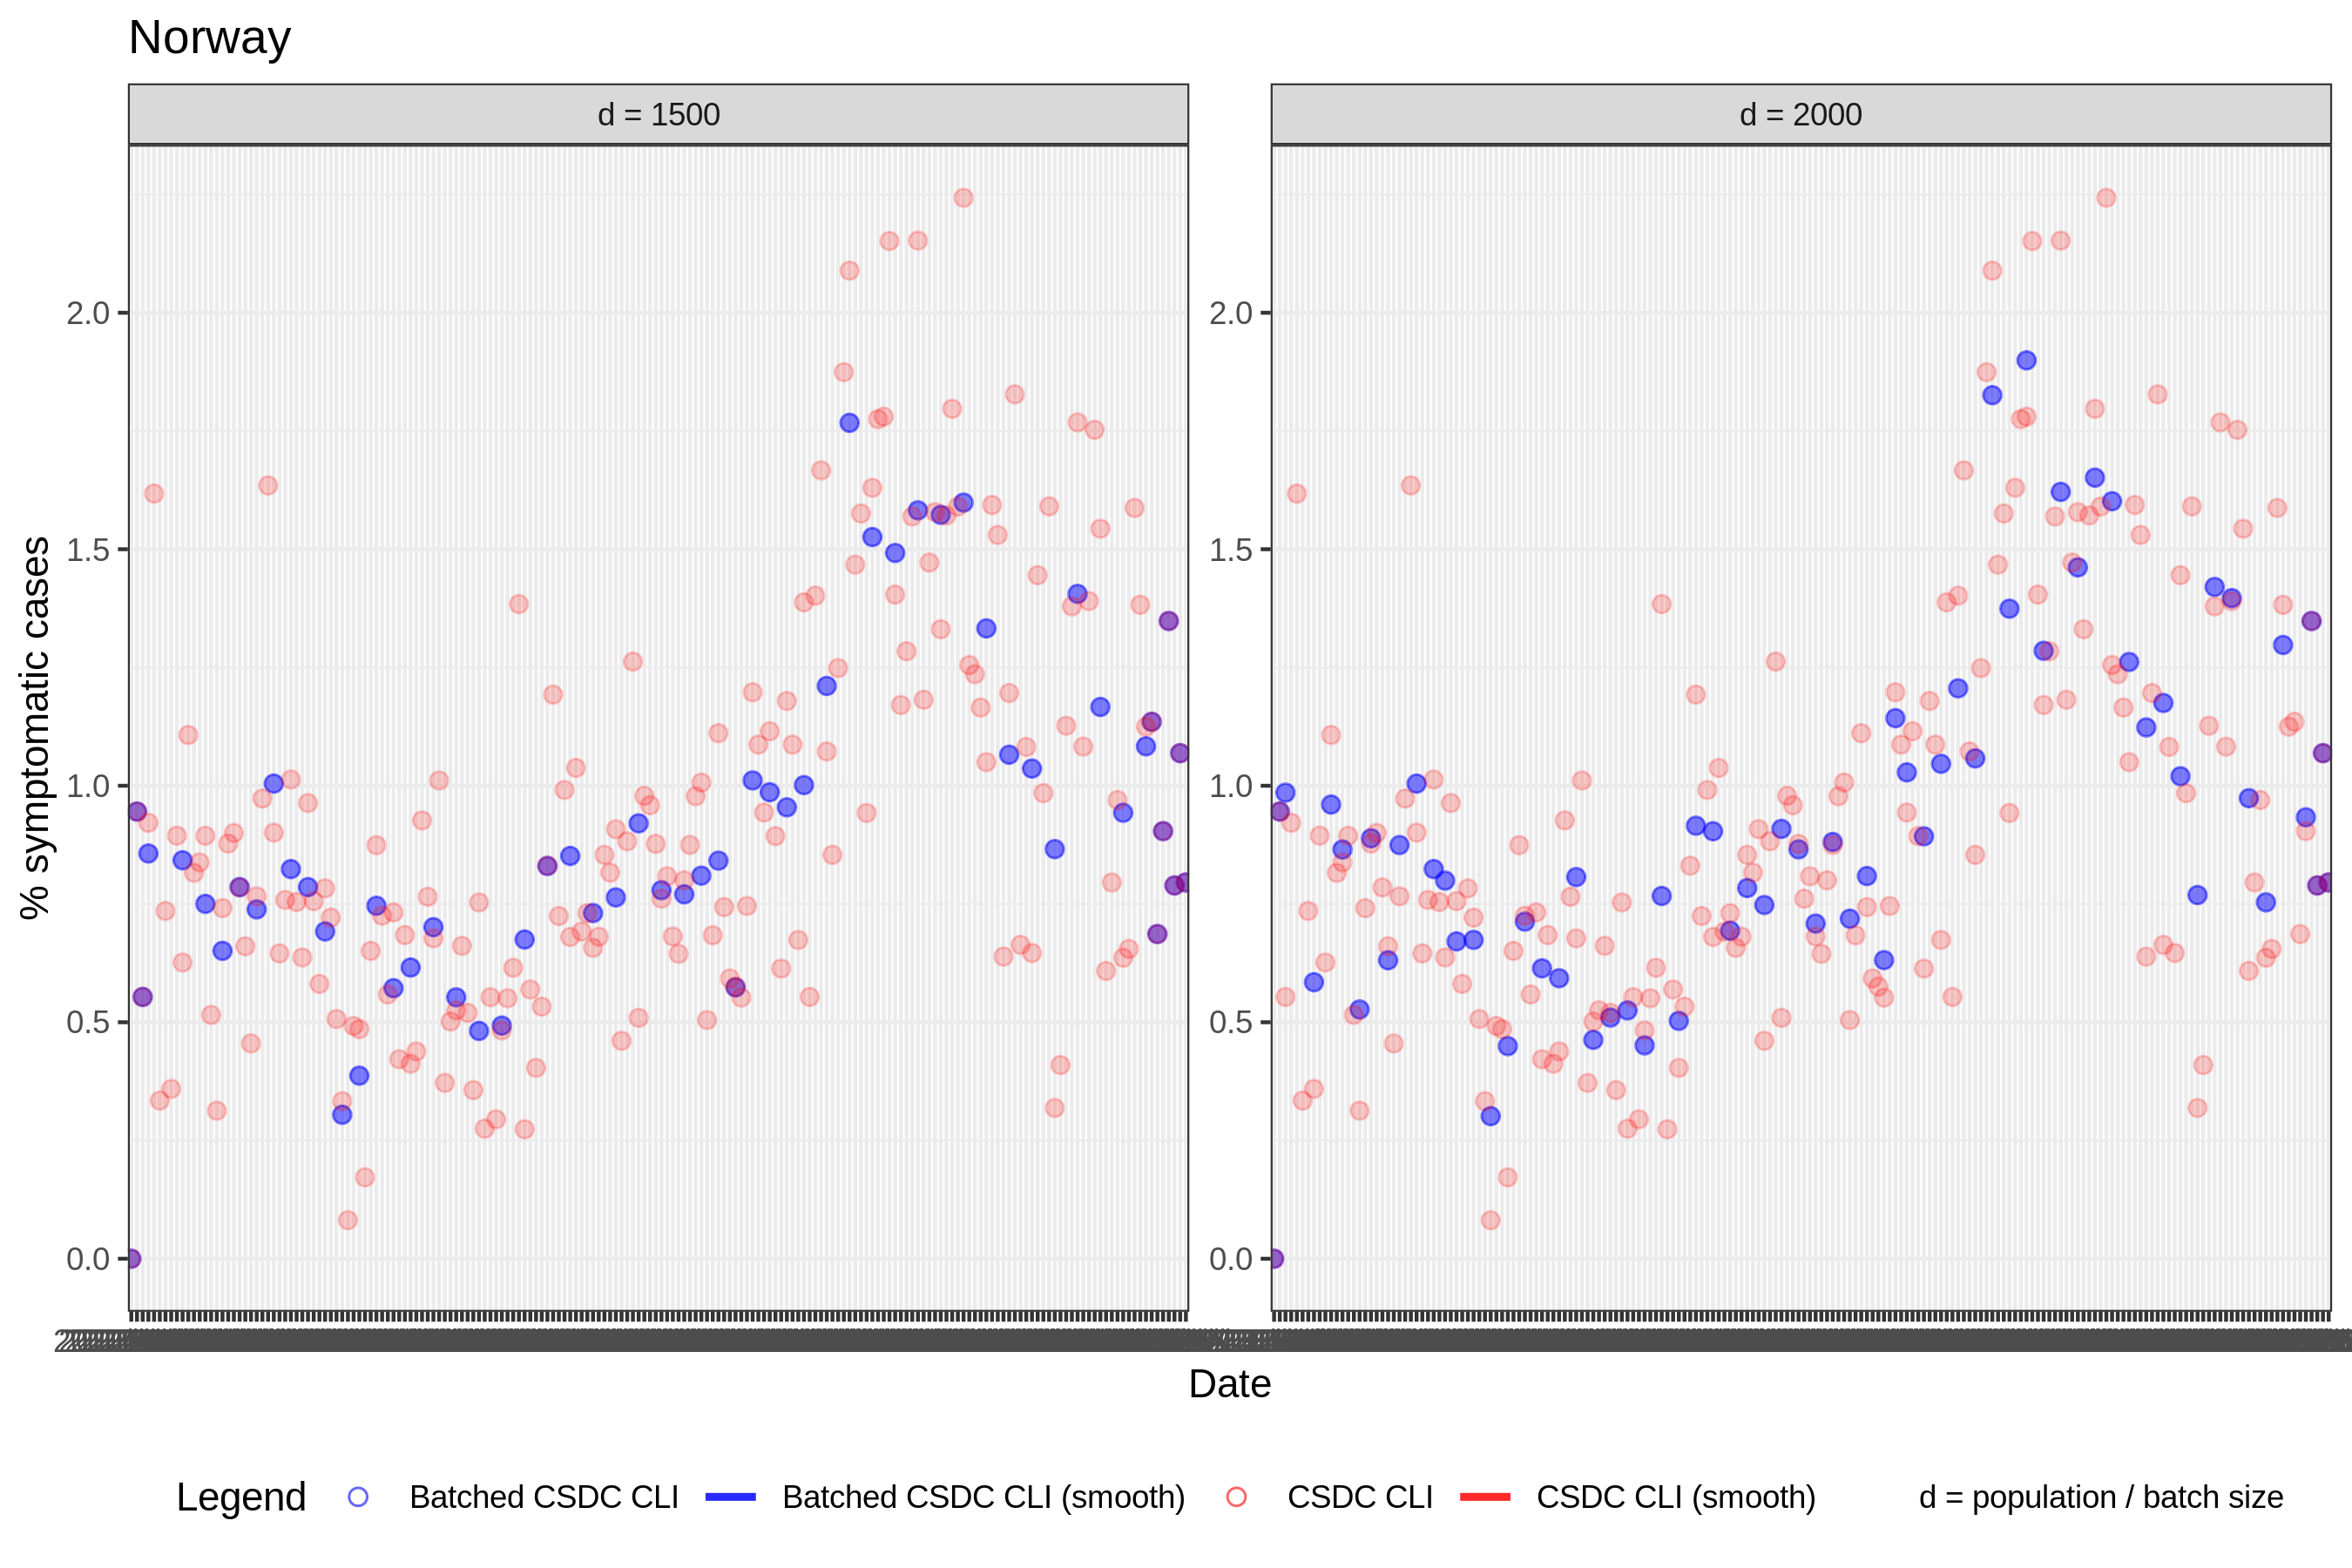 Norway
d = 1500
d = 2000
% symptomatic cases
2.0
1.5
1.0
0.5
0.0
2.0
1.5
1.0
0.5
0.0
Date
Legend Batched CSDC CLI Batched CSDC CLI (smooth) CSDC CLI CSDC CLI (smooth) d = population / batch size